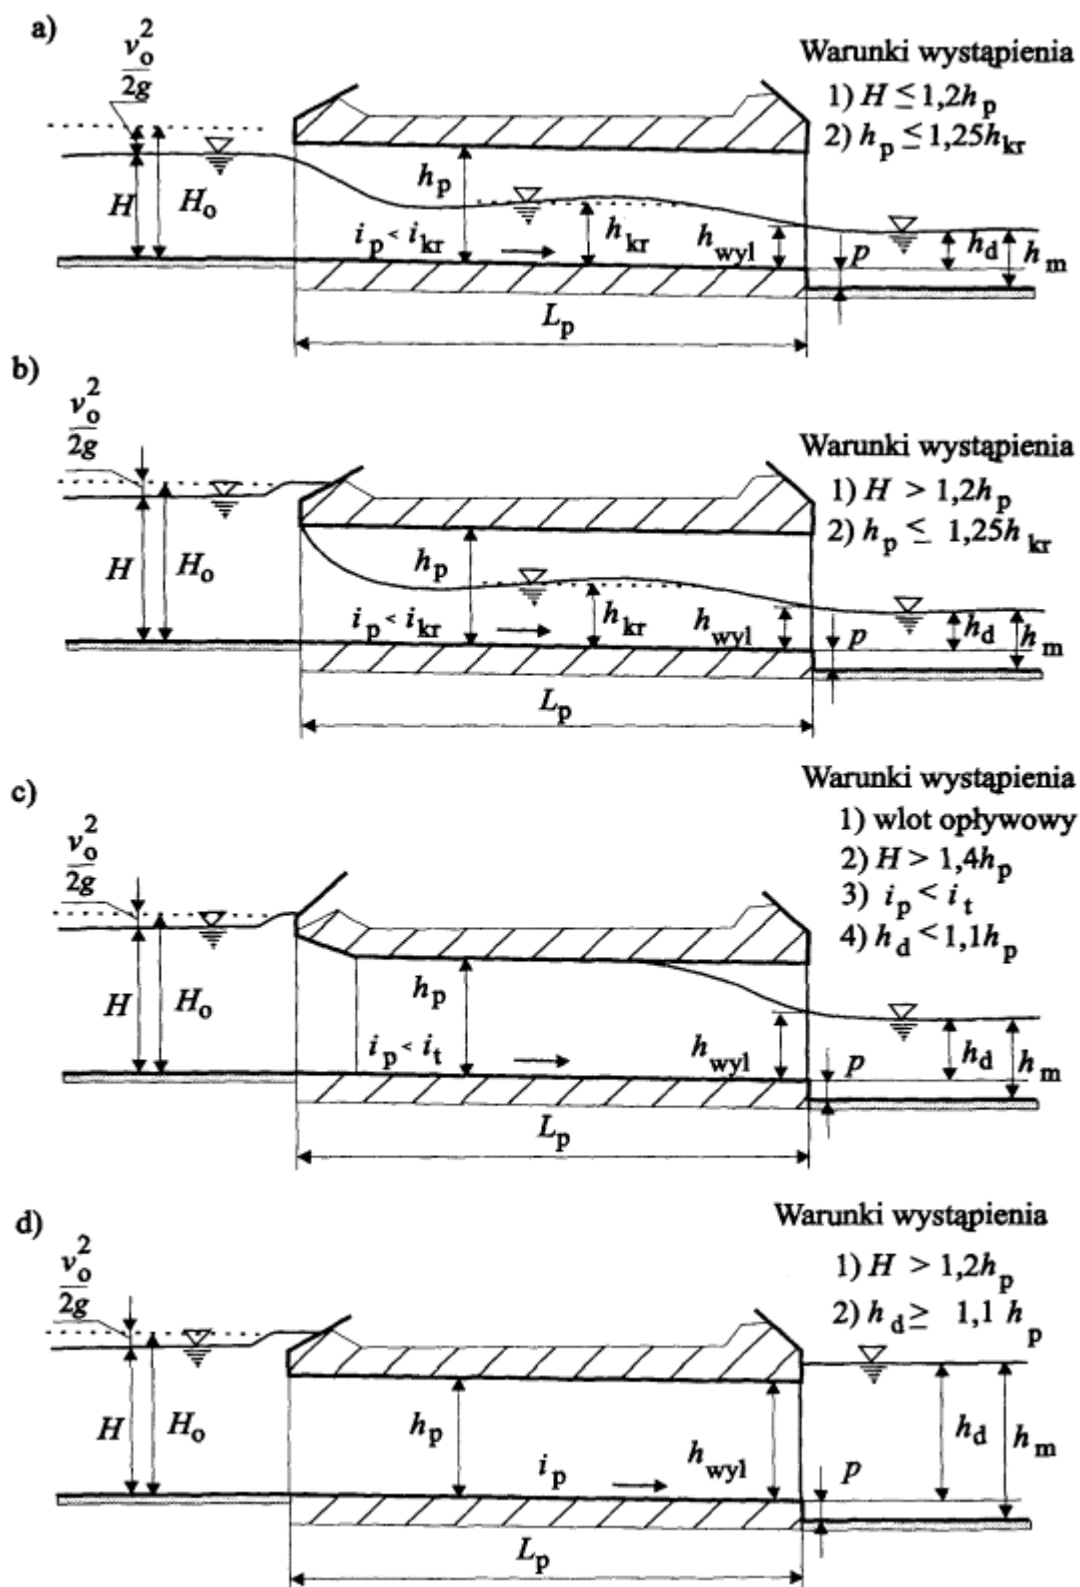 a)
v_o^2
2g
H
H_o
h_p
i_p < i_kr
h_kr
h_wyl
p
h_d
h_m
L_p
Warunki wystąpienia
1) H ≤ 1,2h_p
2) h_p ≤ 1,25h_kr
b)
v_o^2
2g
H
H_o
h_p
i_p < i_kr
h_kr
h_wyl
p
h_d
h_m
L_p
Warunki wystąpienia
1) H > 1,2h_p
2) h_p ≤ 1,25h_kr
c)
v_o^2
2g
H
H_o
h_p
i_p < i_t
h_wyl
p
h_d
h_m
L_p
Warunki wystąpienia
1) wlot opływowy
2) H > 1,4h_p
3) i_p < i_t
4) h_d < 1,1h_p
d)
v_o^2
2g
H
H_o
h_p
i_p
h_wyl
p
h_d
h_m
L_p
Warunki wystąpienia
1) H > 1,2h_p
2) h_d ≥ 1,1 h_p